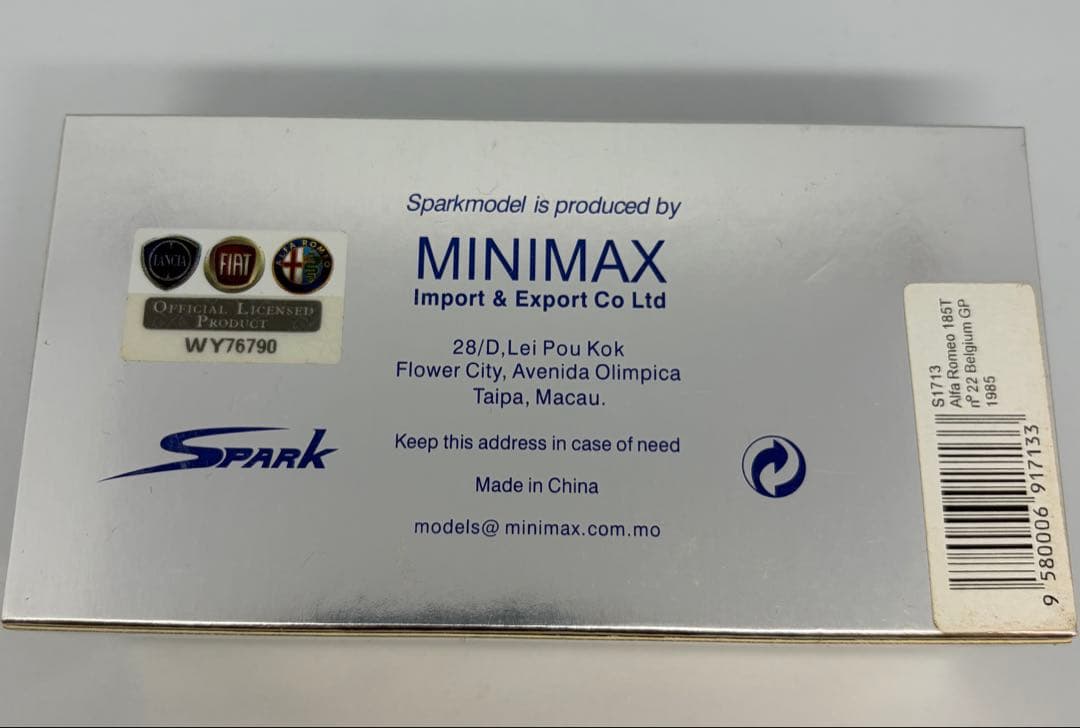 Sparkmodel is produced by
MINIMAX
Import & Export Co Ltd
28/D,Lei Pou Kok
Flower City, Avenida Olimpica
Taipa, Macau.
Keep this address in case of need
Made in China
models@ minimax.com.mo
LANCIA
FIAT
ALFA ROMEO
OFFICIAL LICENSED
PRODUCT
WY76790
SPARK
S1713
Alfa Romeo 185T
nº 22 Belgium GP
1985
9 580006 917133